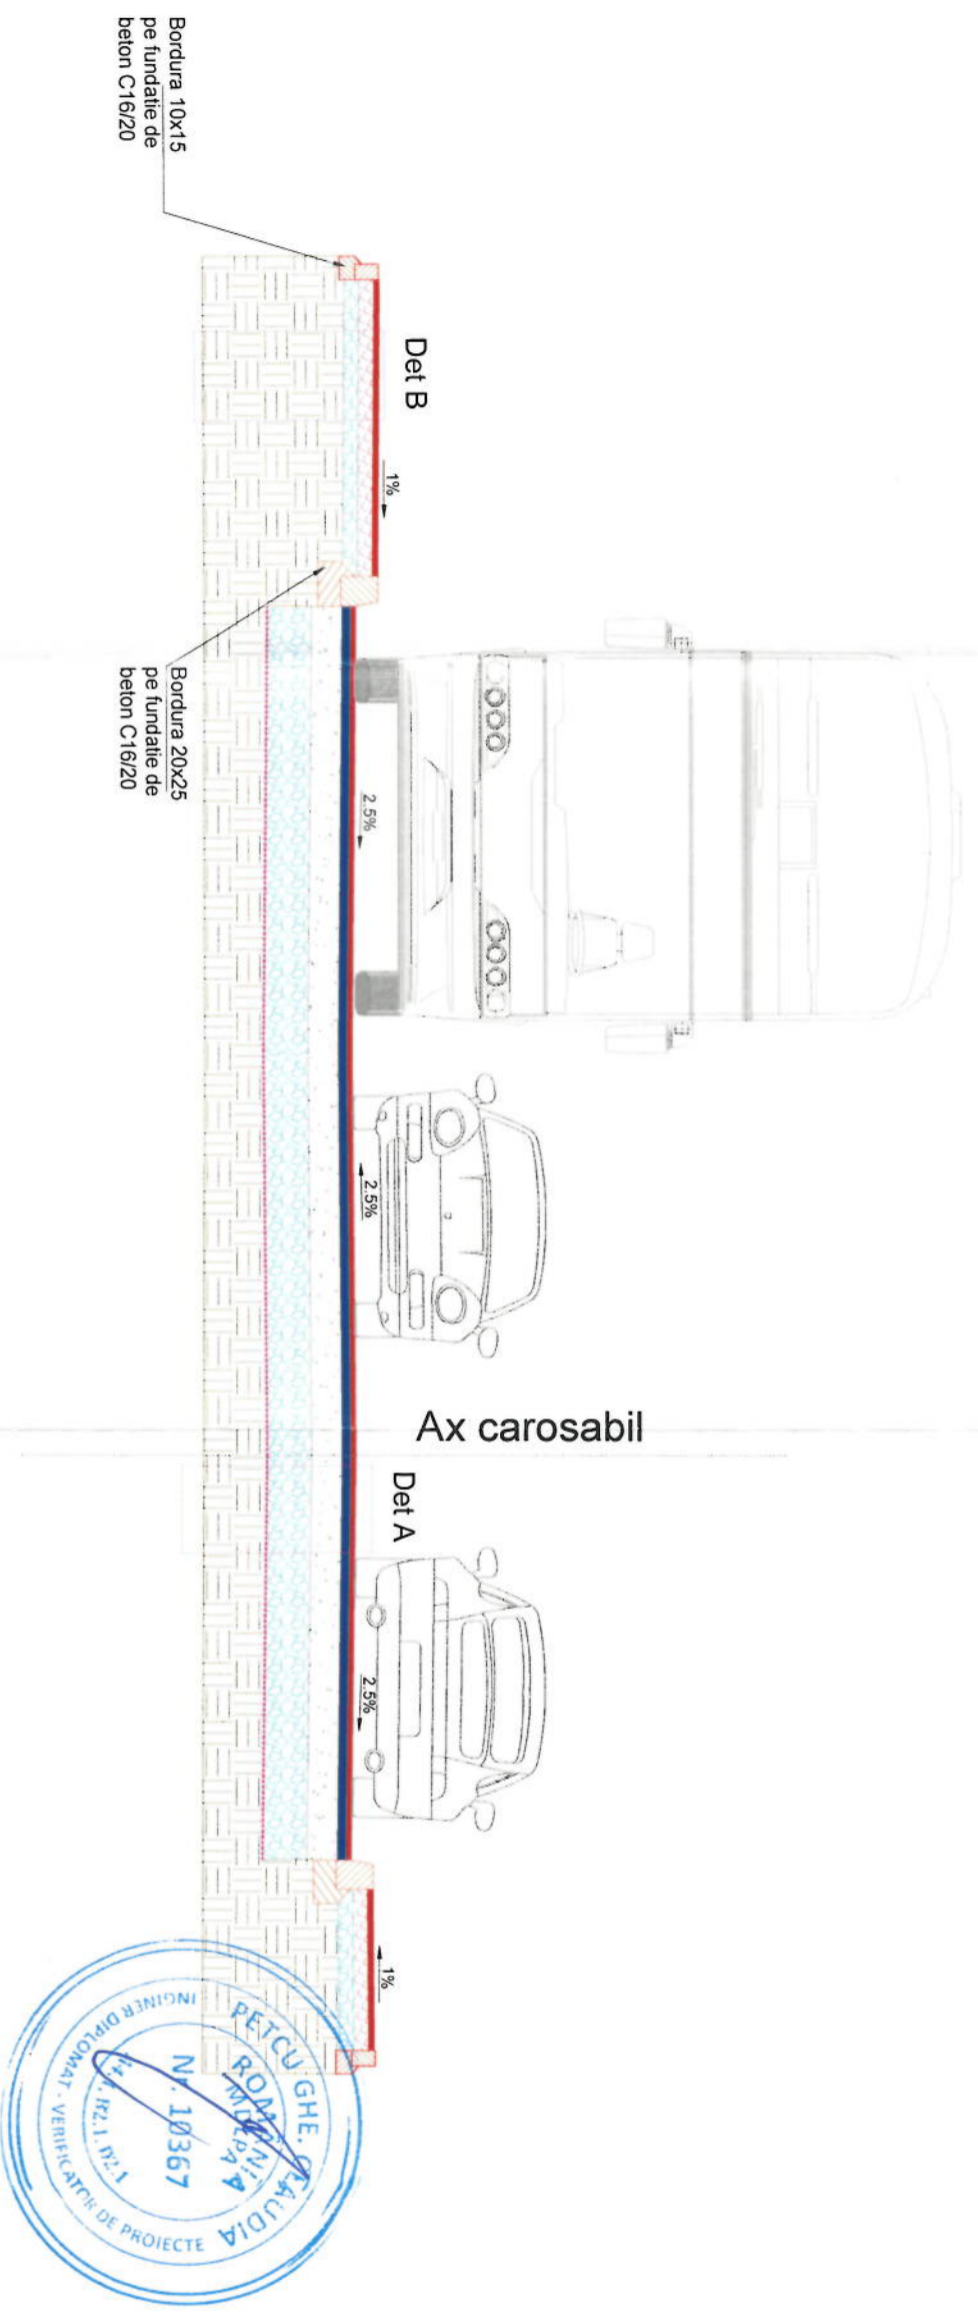 Bordura 10x15
pe fundatie de
beton C16/20
Det B
1%
Bordura 20x25
pe fundatie de
beton C16/20
2.5%
2.5%
Ax carosabil
Det A
2.5%
1%
PETCU GHE. CLAUDIA
ROMÂNIA
MDLPA
Nr. 10367
INGINER DIPLOMAT - VERIFICATOR DE PROIECTE